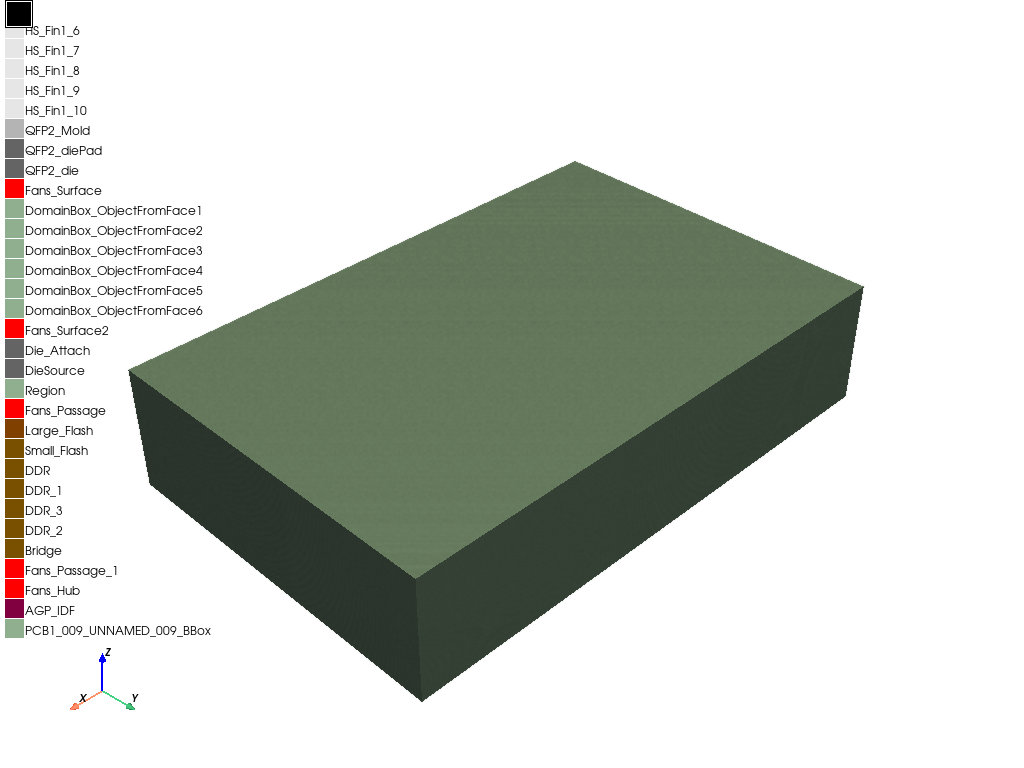 HS_Fin1_6
HS_Fin1_7
HS_Fin1_8
HS_Fin1_9
HS_Fin1_10
QFP2_Mold
QFP2_diePad
QFP2_die
Fans_Surface
DomainBox_ObjectFromFace1
DomainBox_ObjectFromFace2
DomainBox_ObjectFromFace3
DomainBox_ObjectFromFace4
DomainBox_ObjectFromFace5
DomainBox_ObjectFromFace6
Fans_Surface2
Die_Attach
DieSource
Region
Fans_Passage
Large_Flash
Small_Flash
DDR
DDR_1
DDR_3
DDR_2
Bridge
Fans_Passage_1
Fans_Hub
AGP_IDF
PCB1_009_UNNAMED_009_BBox
Z
X Y